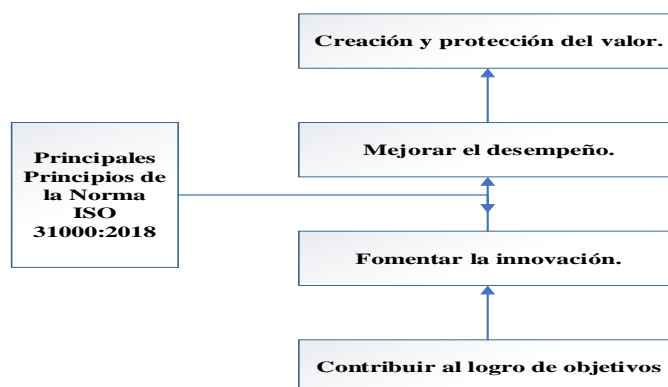 Creación y protección del valor.
Mejorar el desempeño.
Principales
Principios de
la Norma
ISO
31000:2018
Fomentar la innovación.
Contribuir al logro de objetivos